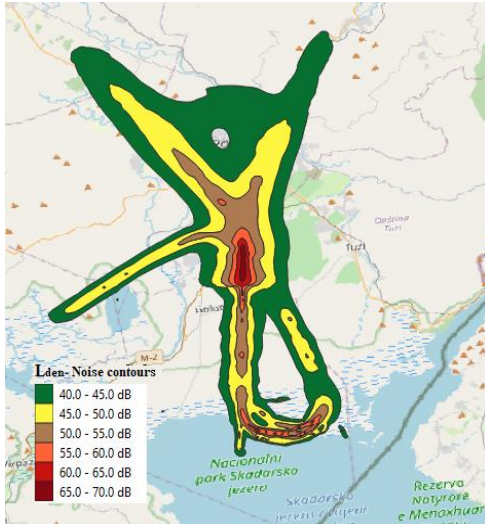 Opština
Tuzi
Tuzi
M-2
Lden- Noise contours
40.0 - 45.0 dB
45.0 - 50.0 dB
50.0 - 55.0 dB
55.0 - 60.0 dB
60.0 - 65.0 dB
65.0 - 70.0 dB
Nacionalni
park Skadarsko
jezero
Skadarsko
Rezerva
Natyrore
e Menaxhuar